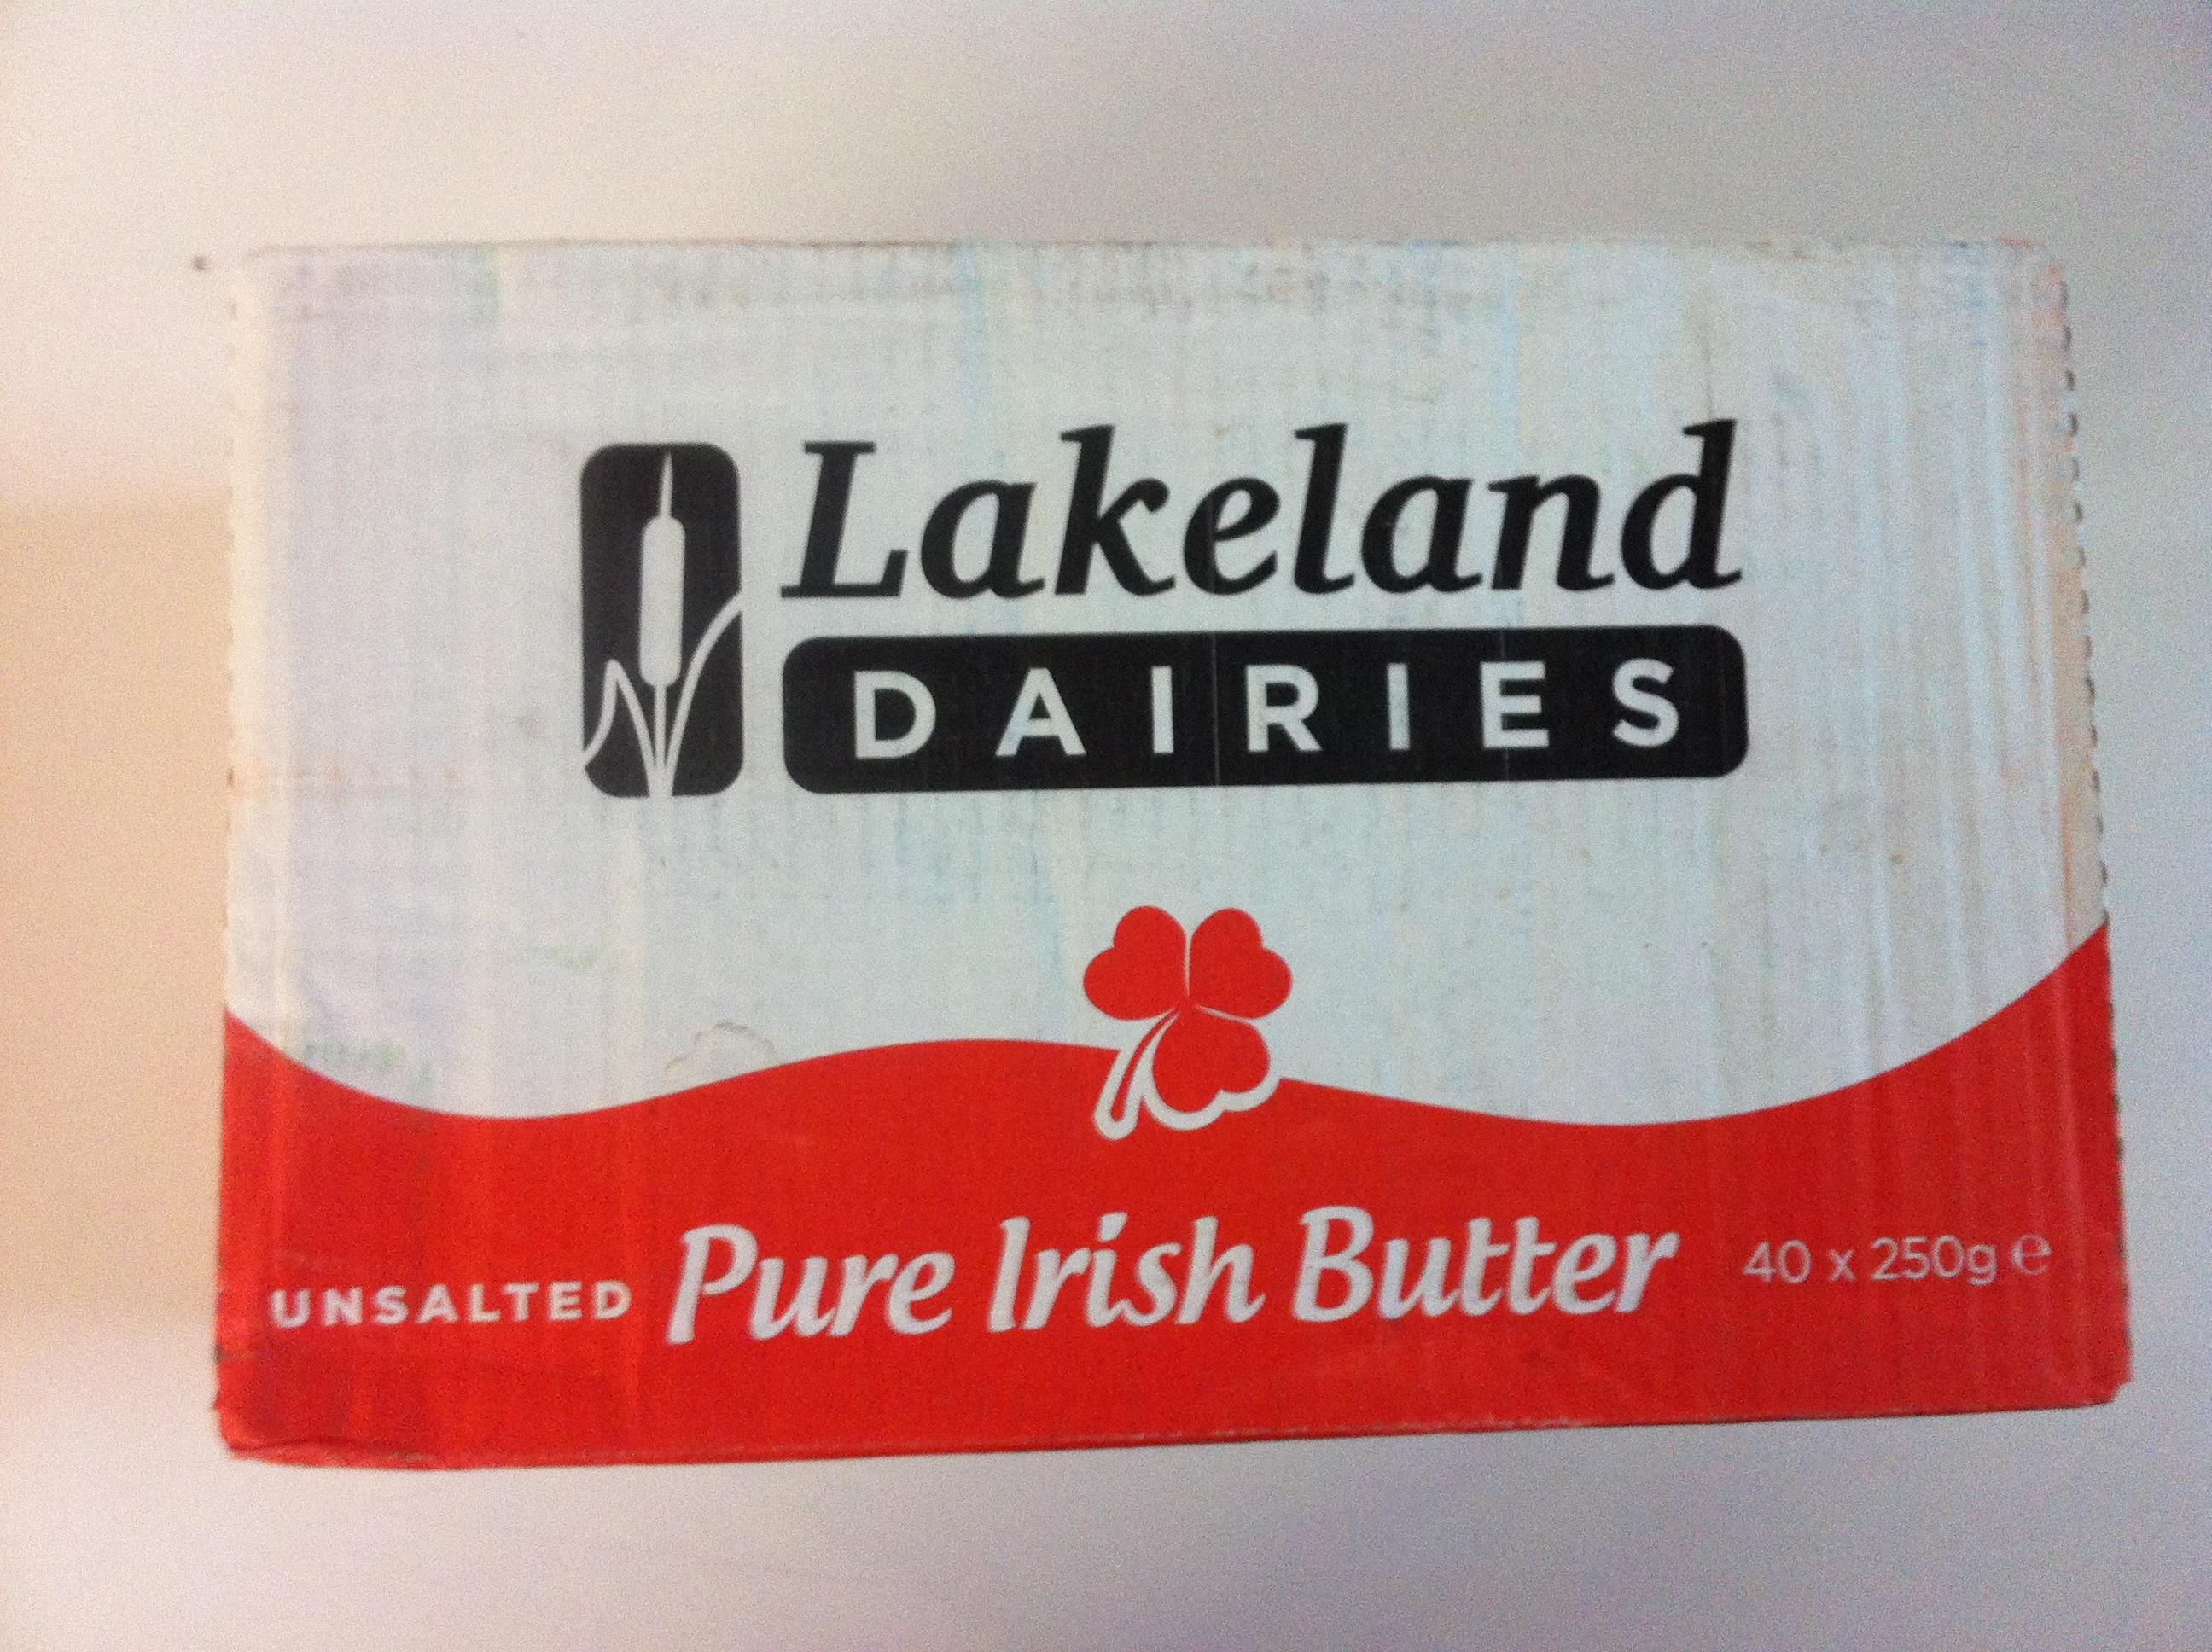 Lakeland
DAIRIES
UNSALTED Pure Irish Butter 40 x 250g e